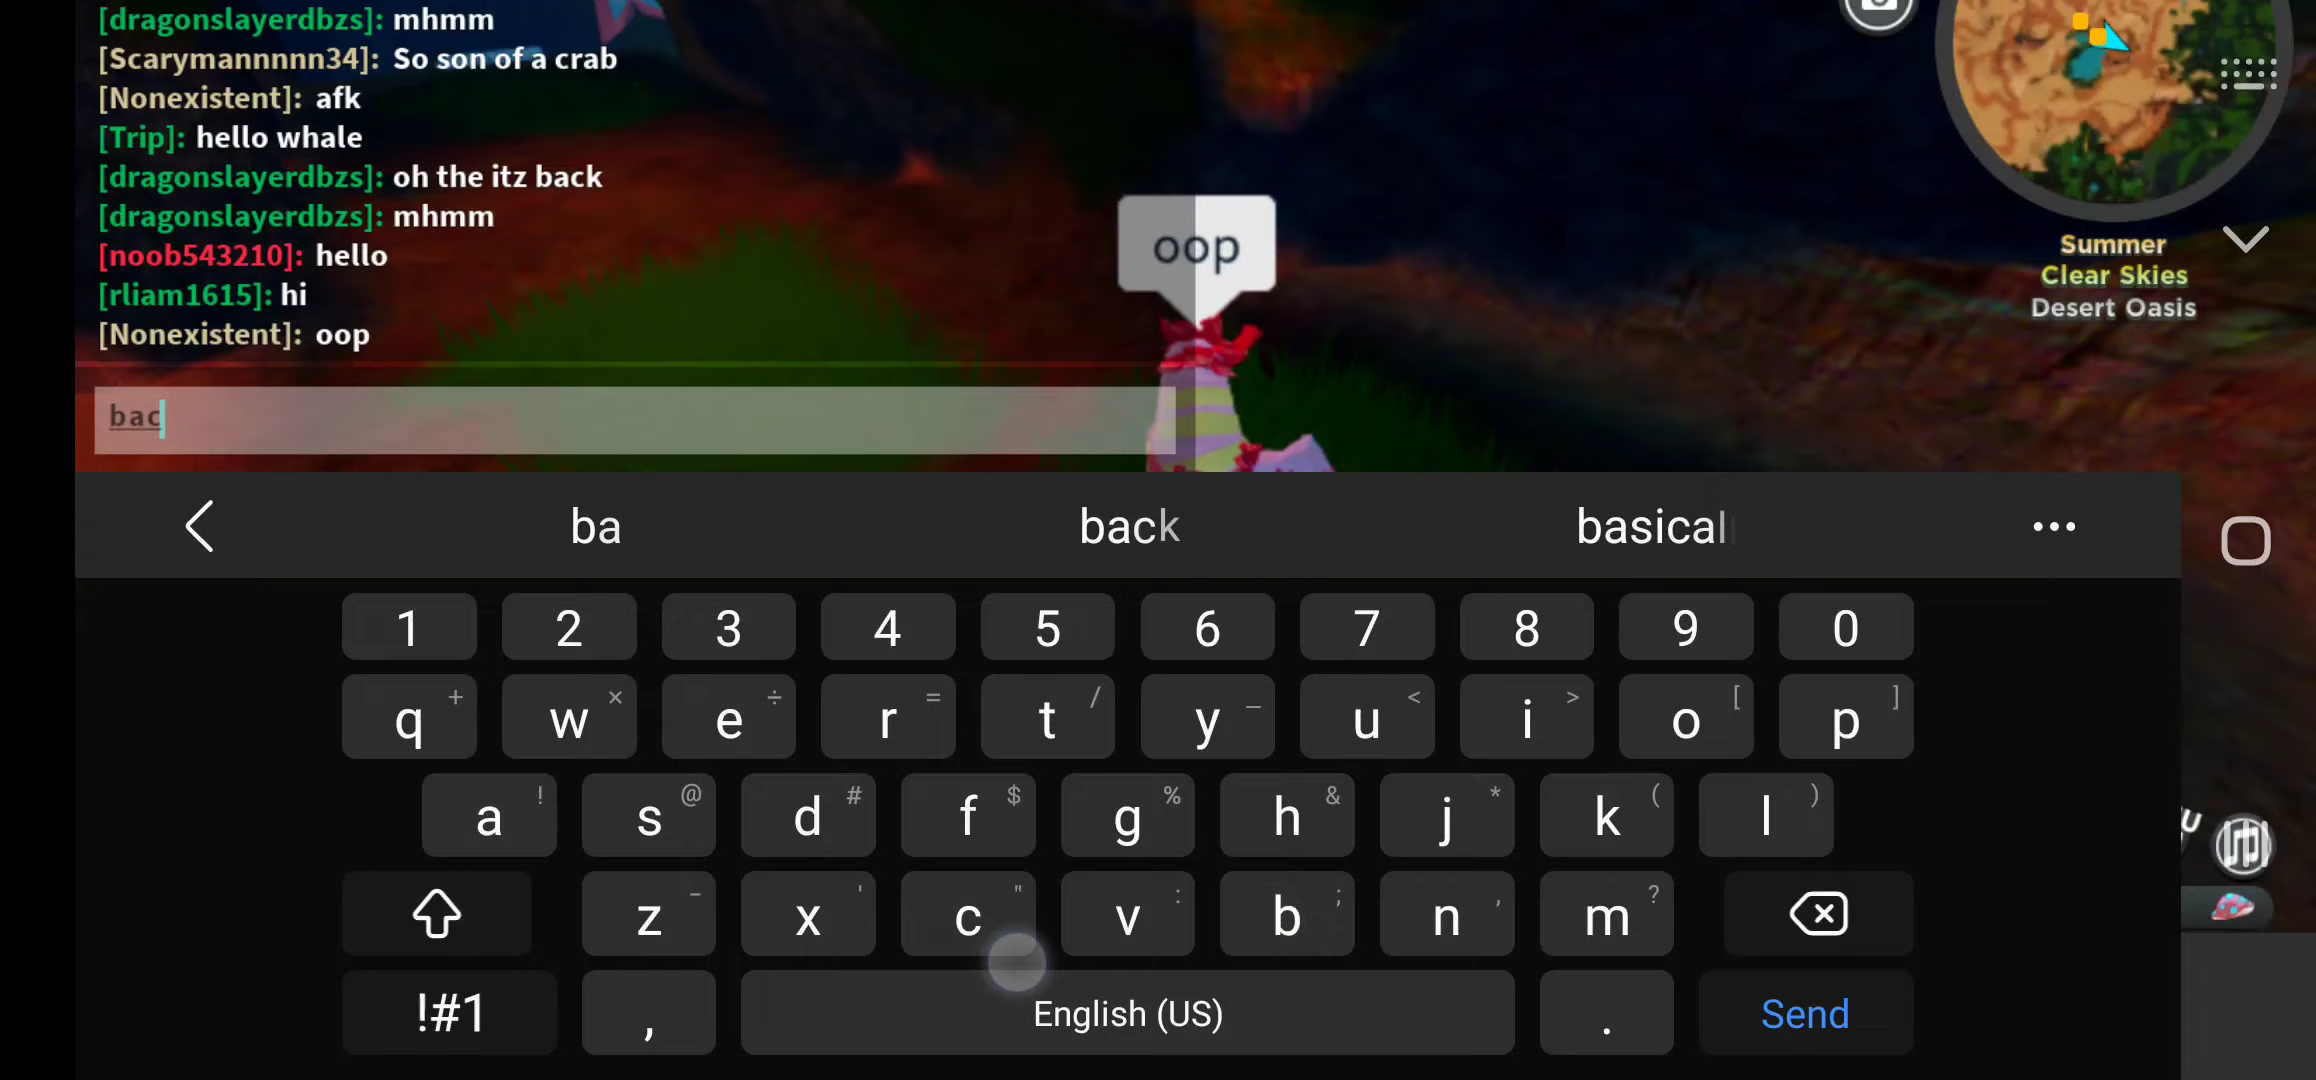 [dragonslayerdbzs]: mhmm
[Scarymannnnn34]: So son of a crab
[Nonexistent]: afk
[Trip]: hello whale
[dragonslayerdbzs]: oh the itz back
[dragonslayerdbzs]: mhmm
[noob543210]: hello
[rliam1615]: hi
[Nonexistent]: oop
oop
Summer
Clear Skies
Desert Oasis
bac
ba back basical
1 2 3 4 5 6 7 8 9 0
+ × ÷ = / _ < > [ ]
q w e r t y u i o p
! @ # $ % & * ( )
a s d f g h j k l
- ' " : ; , ?
z x c v b n m
!#1 , English (US) . Send